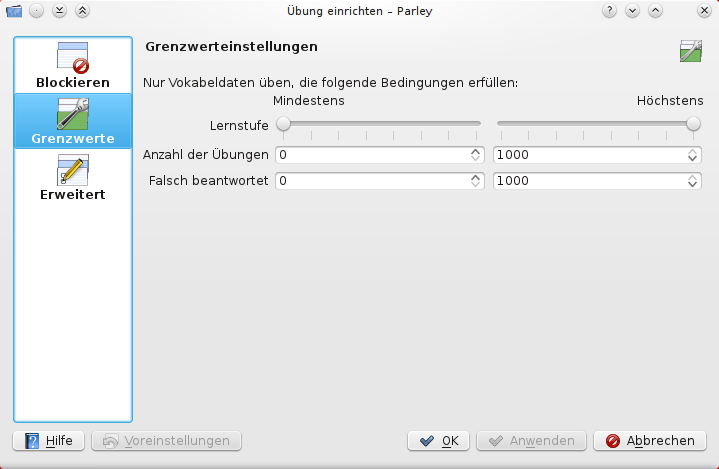 Übung einrichten – Parley
Blockieren
Grenzwerte
Erweitert
Grenzwerteinstellungen
Nur Vokabeldaten üben, die folgende Bedingungen erfüllen:
Mindestens Höchstens
Lernstufe
Anzahl der Übungen 0 1000
Falsch beantwortet 0 1000
Hilfe Voreinstellungen OK Anwenden Abbrechen